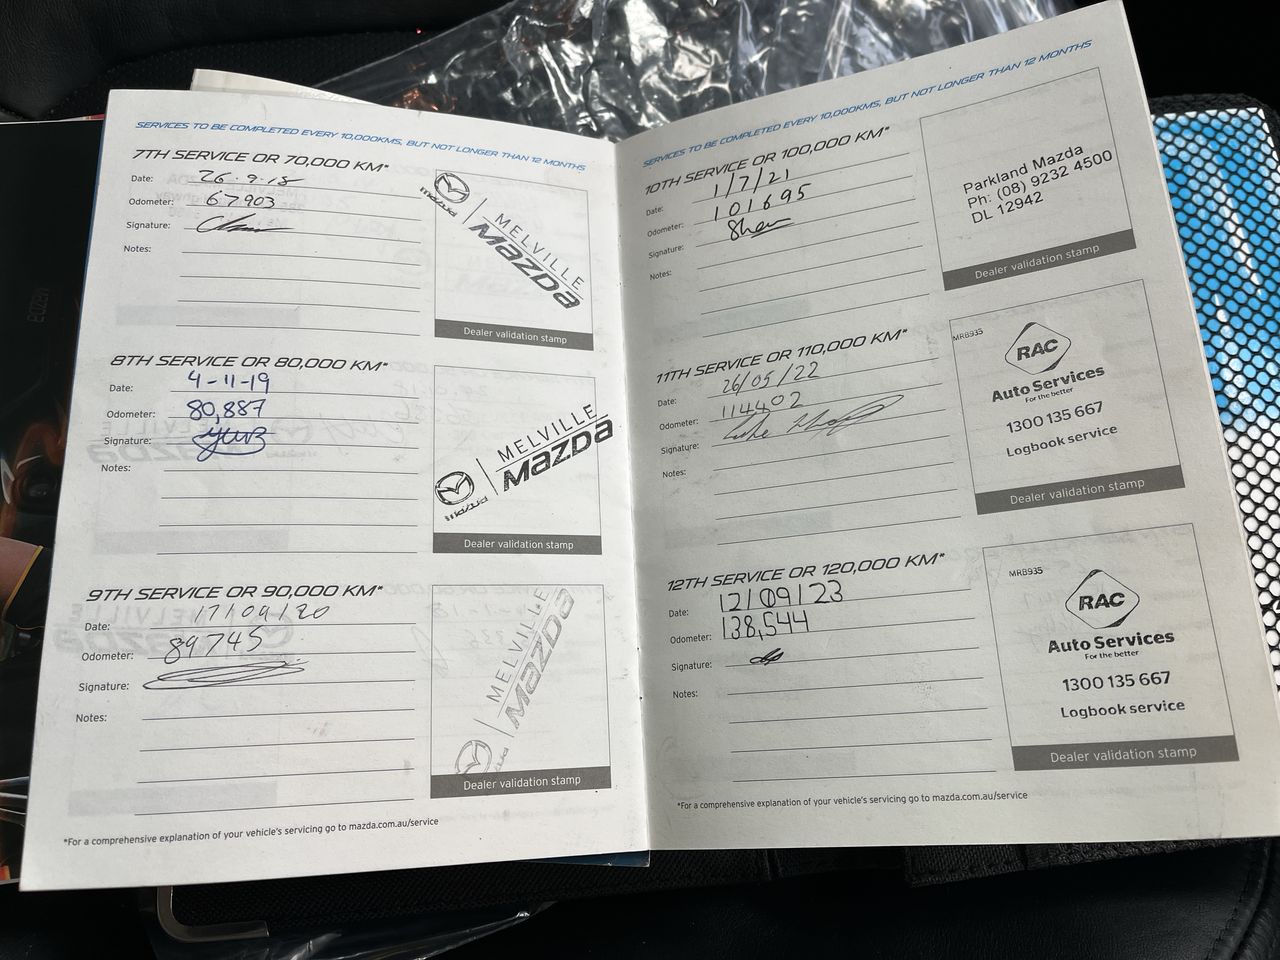 SERVICES TO BE COMPLETED EVERY 10,000KMS, BUT NOT LONGER THAN 12 MONTHS
7TH SERVICE OR 70,000 KM*
Date: 26.9.18
Odometer: 67903
Signature:
Notes:
mazda
MELVILLE
mazDa
Dealer validation stamp
8TH SERVICE OR 80,000 KM*
Date: 4-11-19
Odometer: 80,887
Signature:
Notes:
mazda
MELVILLE
mazDa
Dealer validation stamp
9TH SERVICE OR 90,000 KM*
Date: 17/09/20
Odometer: 89745
Signature:
Notes:
mazda
MELVILLE
mazDa
Dealer validation stamp
*For a comprehensive explanation of your vehicle's servicing go to mazda.com.au/service
SERVICES TO BE COMPLETED EVERY 10,000KMS, BUT NOT LONGER THAN 12 MONTHS
10TH SERVICE OR 100,000 KM*
Date: 1/7/21
Odometer: 101695
Signature:
Notes:
Parkland Mazda
Ph: (08) 9232 4500
DL 12942
Dealer validation stamp
11TH SERVICE OR 110,000 KM*
Date: 26/05/22
Odometer: 114402
Signature:
Notes:
MRB935
RAC
Auto Services
For the better
1300 135 667
Logbook service
Dealer validation stamp
12TH SERVICE OR 120,000 KM*
Date: 12/09/23
Odometer: 138,544
Signature:
Notes:
MRB935
RAC
Auto Services
For the better
1300 135 667
Logbook service
Dealer validation stamp
*For a comprehensive explanation of your vehicle's servicing go to mazda.com.au/service